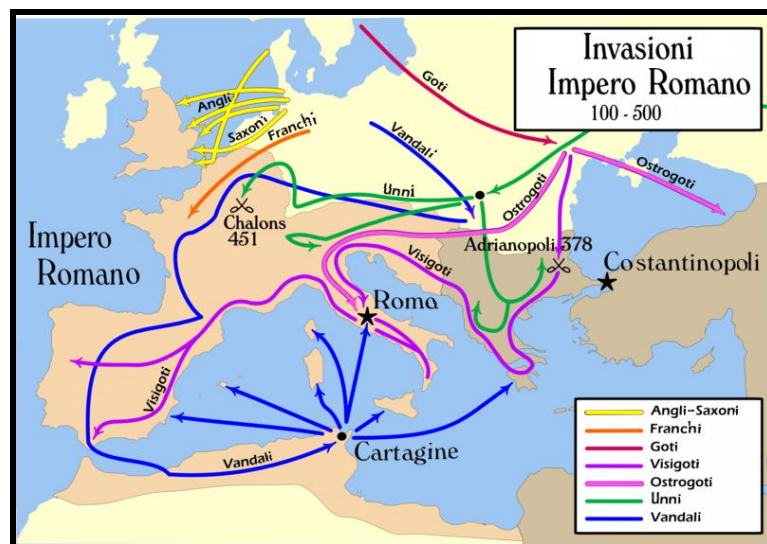 Invasioni
Impero Romano
100 - 500
Goti
Angli
Saxoni
Franchi
Vandali
Unni
Ostrogoti
Ostrogoti
Chalons
451
Adrianopoli 378
Impero
Romano
Visigoti
Costantinopoli
Roma
Visigoti
Vandali
Cartagine
Angli-Saxoni
Franchi
Goti
Visigoti
Ostrogoti
Unni
Vandali